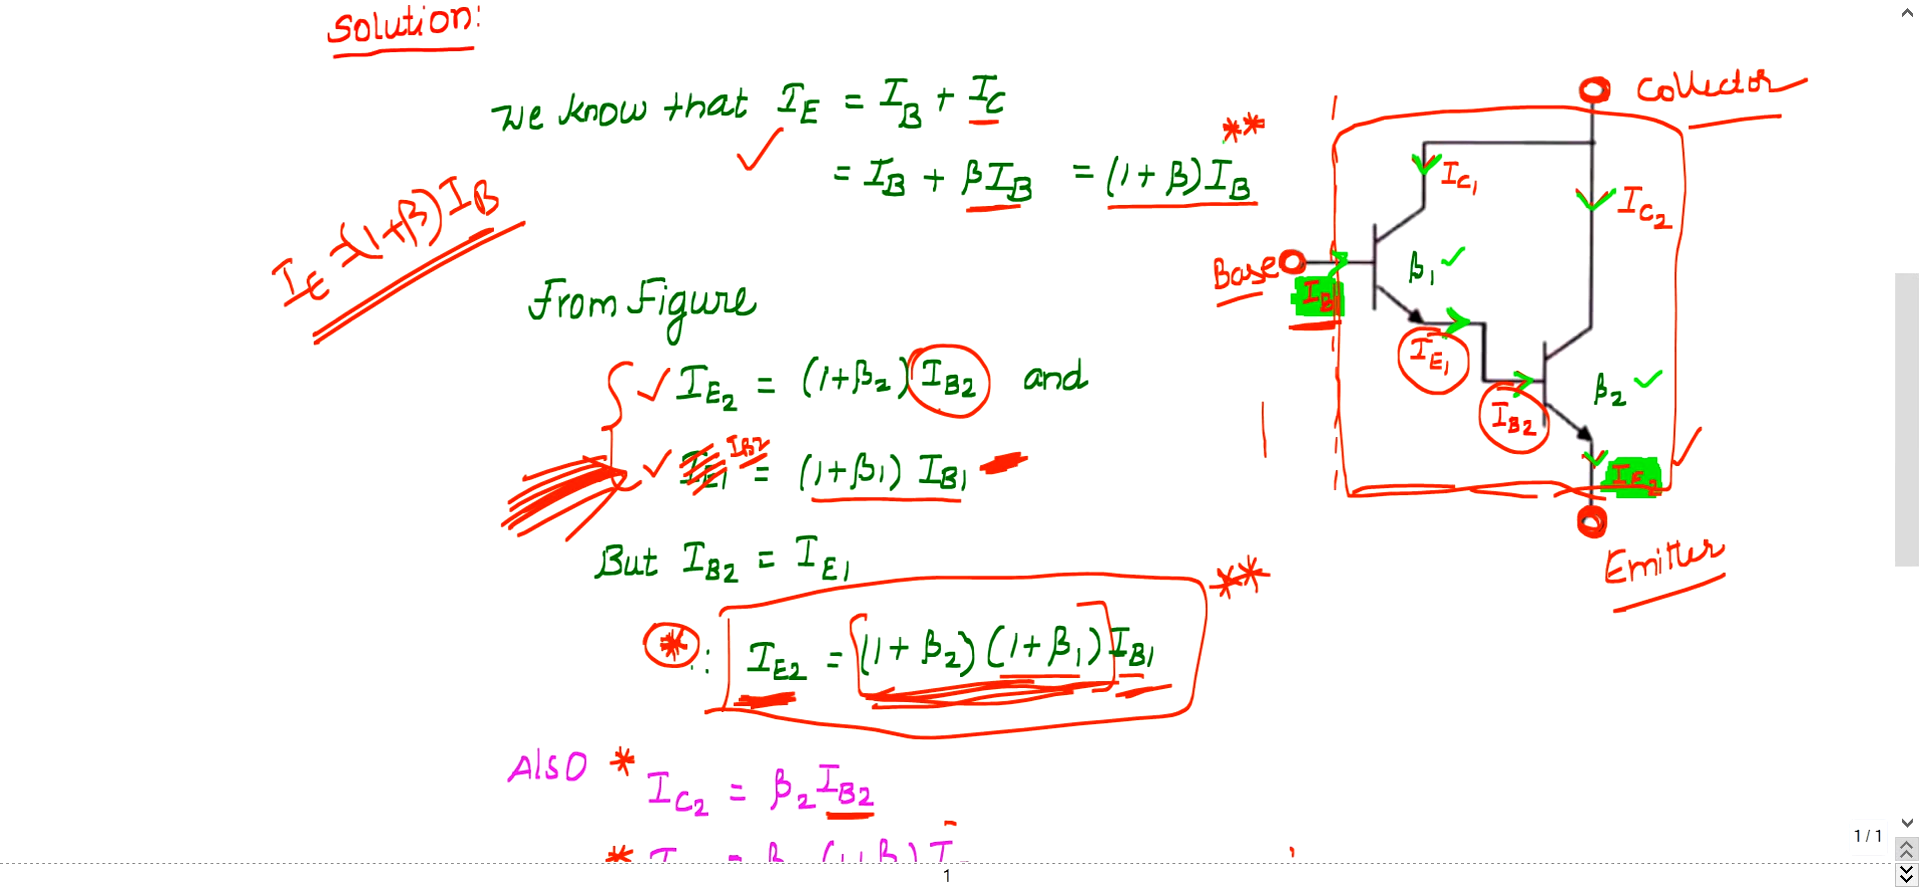 Solution:
we know that I_E = I_B + I_C
**
= I_B + βI_B = (1+β)I_B
I_E = (1+β)I_B
From Figure
I_E2 = (1+β2) I_B2 and
I_B2
I_E1 = (1+β1) I_B1
But I_B2 = I_E1
**
* ∴ I_E2 = (1+β2)(1+β1) I_B1
Also * I_C2 = β2 I_B2
*
Collector
I_C1
I_C2
Base
β1
I_B1
I_E1
β2
I_B2
I_E2
Emitter
1 / 1
1